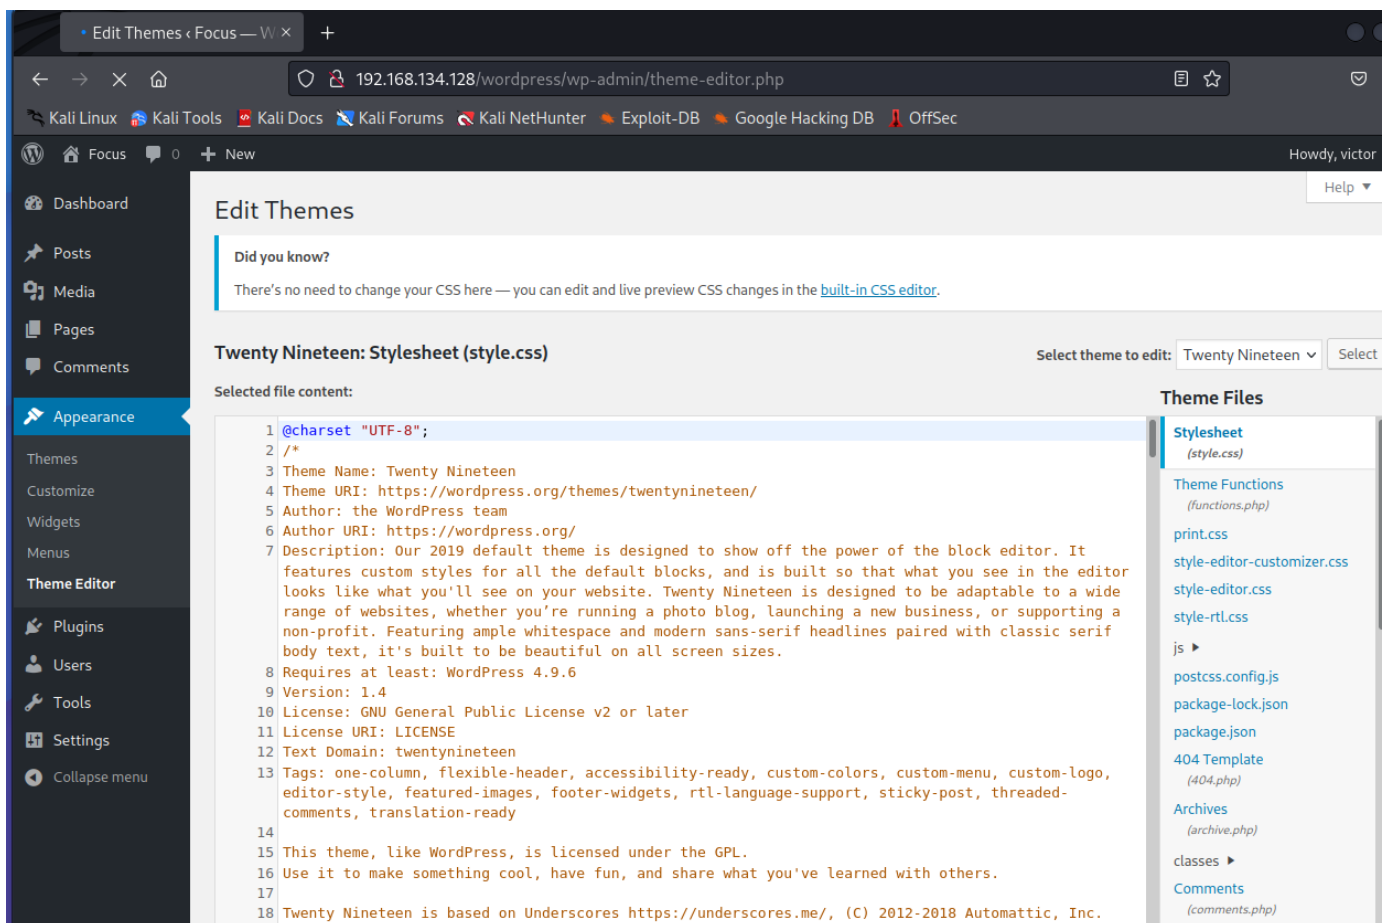 Edit Themes ‹ Focus — W
192.168.134.128/wordpress/wp-admin/theme-editor.php
Kali Linux Kali Tools Kali Docs Kali Forums Kali NetHunter Exploit-DB Google Hacking DB OffSec
Focus 0 New Howdy, victor
Help
Dashboard
Posts
Media
Pages
Comments
Appearance
Themes
Customize
Widgets
Menus
Theme Editor
Plugins
Users
Tools
Settings
Collapse menu
Edit Themes
Did you know?
There's no need to change your CSS here — you can edit and live preview CSS changes in the built-in CSS editor.
Twenty Nineteen: Stylesheet (style.css)
Select theme to edit: Twenty Nineteen Select
Selected file content:
1 @charset "UTF-8";
2 /*
3 Theme Name: Twenty Nineteen
4 Theme URI: https://wordpress.org/themes/twentynineteen/
5 Author: the WordPress team
6 Author URI: https://wordpress.org/
7 Description: Our 2019 default theme is designed to show off the power of the block editor. It
features custom styles for all the default blocks, and is built so that what you see in the editor
looks like what you'll see on your website. Twenty Nineteen is designed to be adaptable to a wide
range of websites, whether you’re running a photo blog, launching a new business, or supporting a
non-profit. Featuring ample whitespace and modern sans-serif headlines paired with classic serif
body text, it's built to be beautiful on all screen sizes.
8 Requires at least: WordPress 4.9.6
9 Version: 1.4
10 License: GNU General Public License v2 or later
11 License URI: LICENSE
12 Text Domain: twentynineteen
13 Tags: one-column, flexible-header, accessibility-ready, custom-colors, custom-menu, custom-logo,
editor-style, featured-images, footer-widgets, rtl-language-support, sticky-post, threaded-
comments, translation-ready
14
15 This theme, like WordPress, is licensed under the GPL.
16 Use it to make something cool, have fun, and share what you've learned with others.
17
18 Twenty Nineteen is based on Underscores https://underscores.me/, (C) 2012-2018 Automattic, Inc.
Theme Files
Stylesheet
(style.css)
Theme Functions
(functions.php)
print.css
style-editor-customizer.css
style-editor.css
style-rtl.css
js
postcss.config.js
package-lock.json
package.json
404 Template
(404.php)
Archives
(archive.php)
classes
Comments
(comments.php)